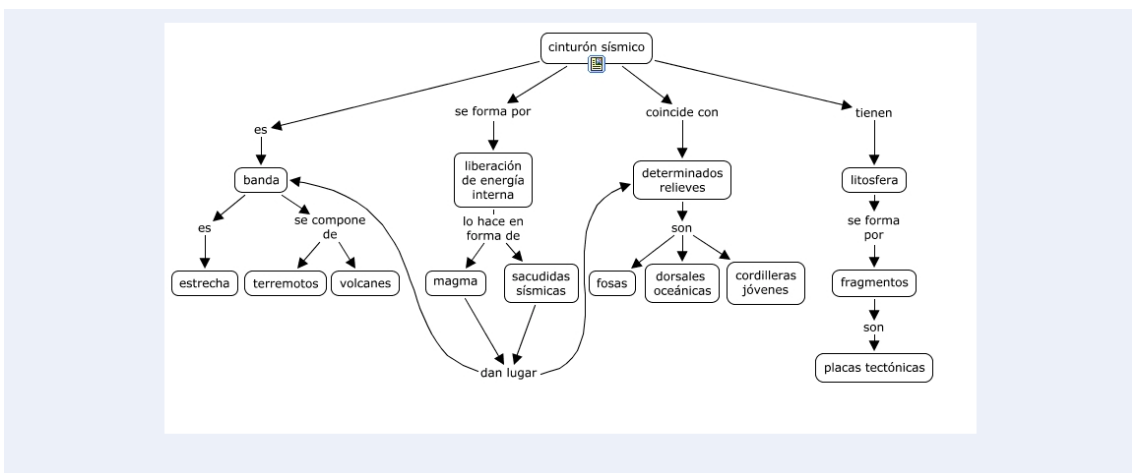 cinturón sísmico
se forma por
coincide con
tienen
es
liberación
de energía
interna
determinados
relieves
banda
litosfera
lo hace en
forma de
se forma
por
es
se compone
de
son
estrecha
terremotos
volcanes
magma
sacudidas
sísmicas
fosas
dorsales
oceánicas
cordilleras
jóvenes
fragmentos
son
dan lugar
placas tectónicas